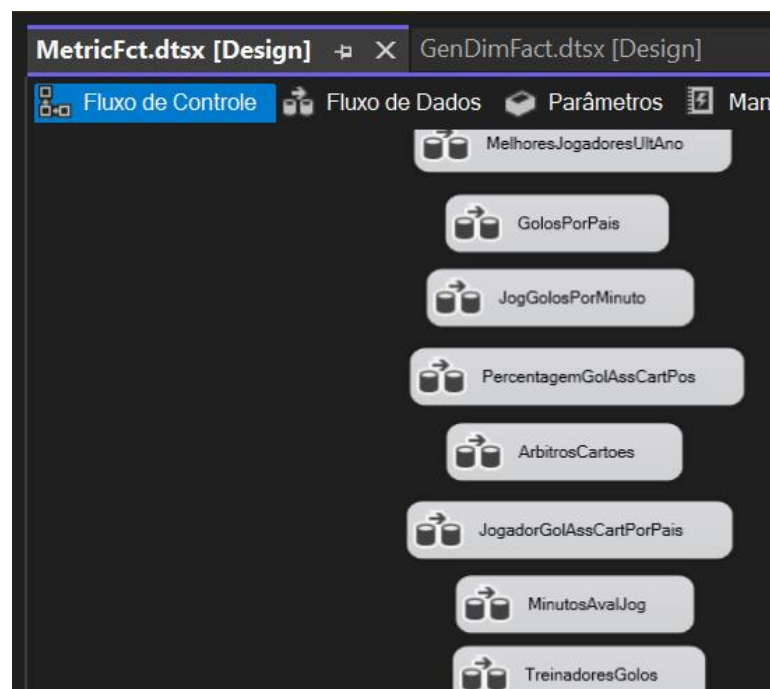 MetricFct.dtsx [Design] GenDimFact.dtsx [Design]
Fluxo de Controle Fluxo de Dados Parâmetros Man
MelhoresJogadoresUltAno
GolosPorPais
JogGolosPorMinuto
PercentagemGolAssCartPos
ArbitrosCartoes
JogadorGolAssCartPorPais
MinutosAvalJog
TreinadoresGolos